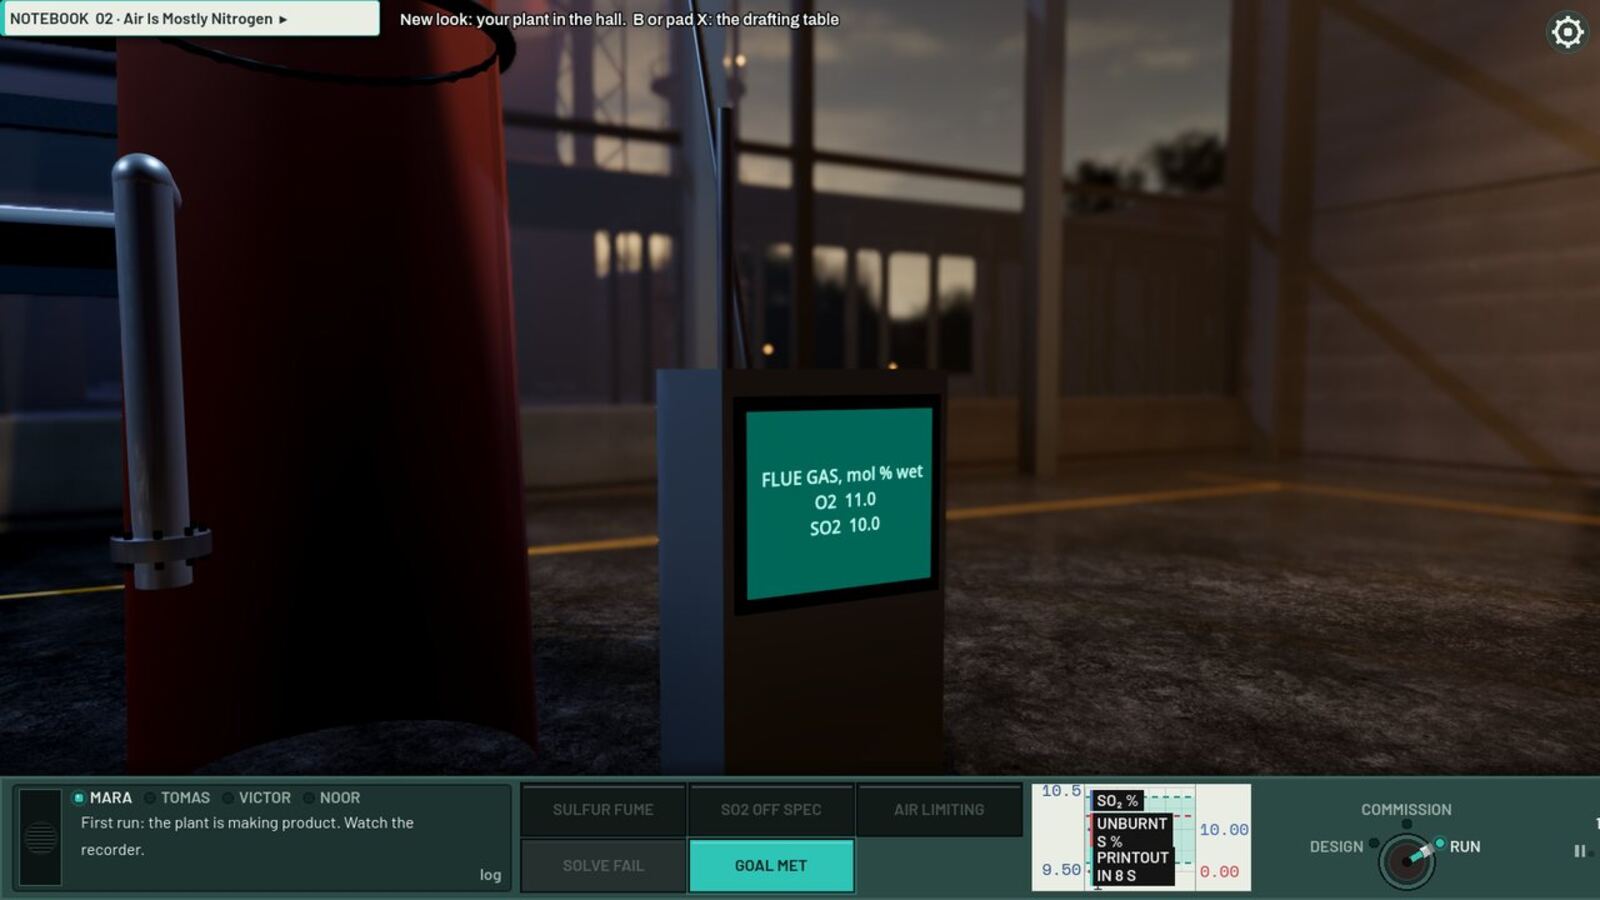 NOTEBOOK 02 · Air Is Mostly Nitrogen ▸
New look: your plant in the hall. B or pad X: the drafting table
FLUE GAS, mol % wet
O2 11.0
SO2 10.0
MARA TOMAS VICTOR NOOR
First run: the plant is making product. Watch the
recorder.
log
SULFUR FUME
SO2 OFF SPEC
AIR LIMITING
SOLVE FAIL
GOAL MET
10.5
9.50
SO₂ %
UNBURNT
S %
PRINTOUT
IN 8 S
10.00
0.00
COMMISSION
DESIGN
RUN